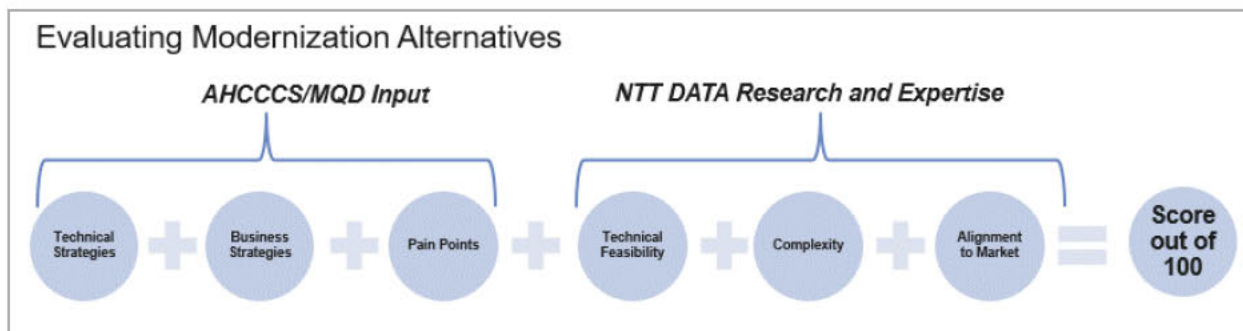 Evaluating Modernization Alternatives
AHCCCS/MQD Input
NTT DATA Research and Expertise
Technical
Strategies
+
Business
Strategies
+
Pain Points
+
Technical
Feasibility
+
Complexity
+
Alignment
to Market
=
Score
out of
100